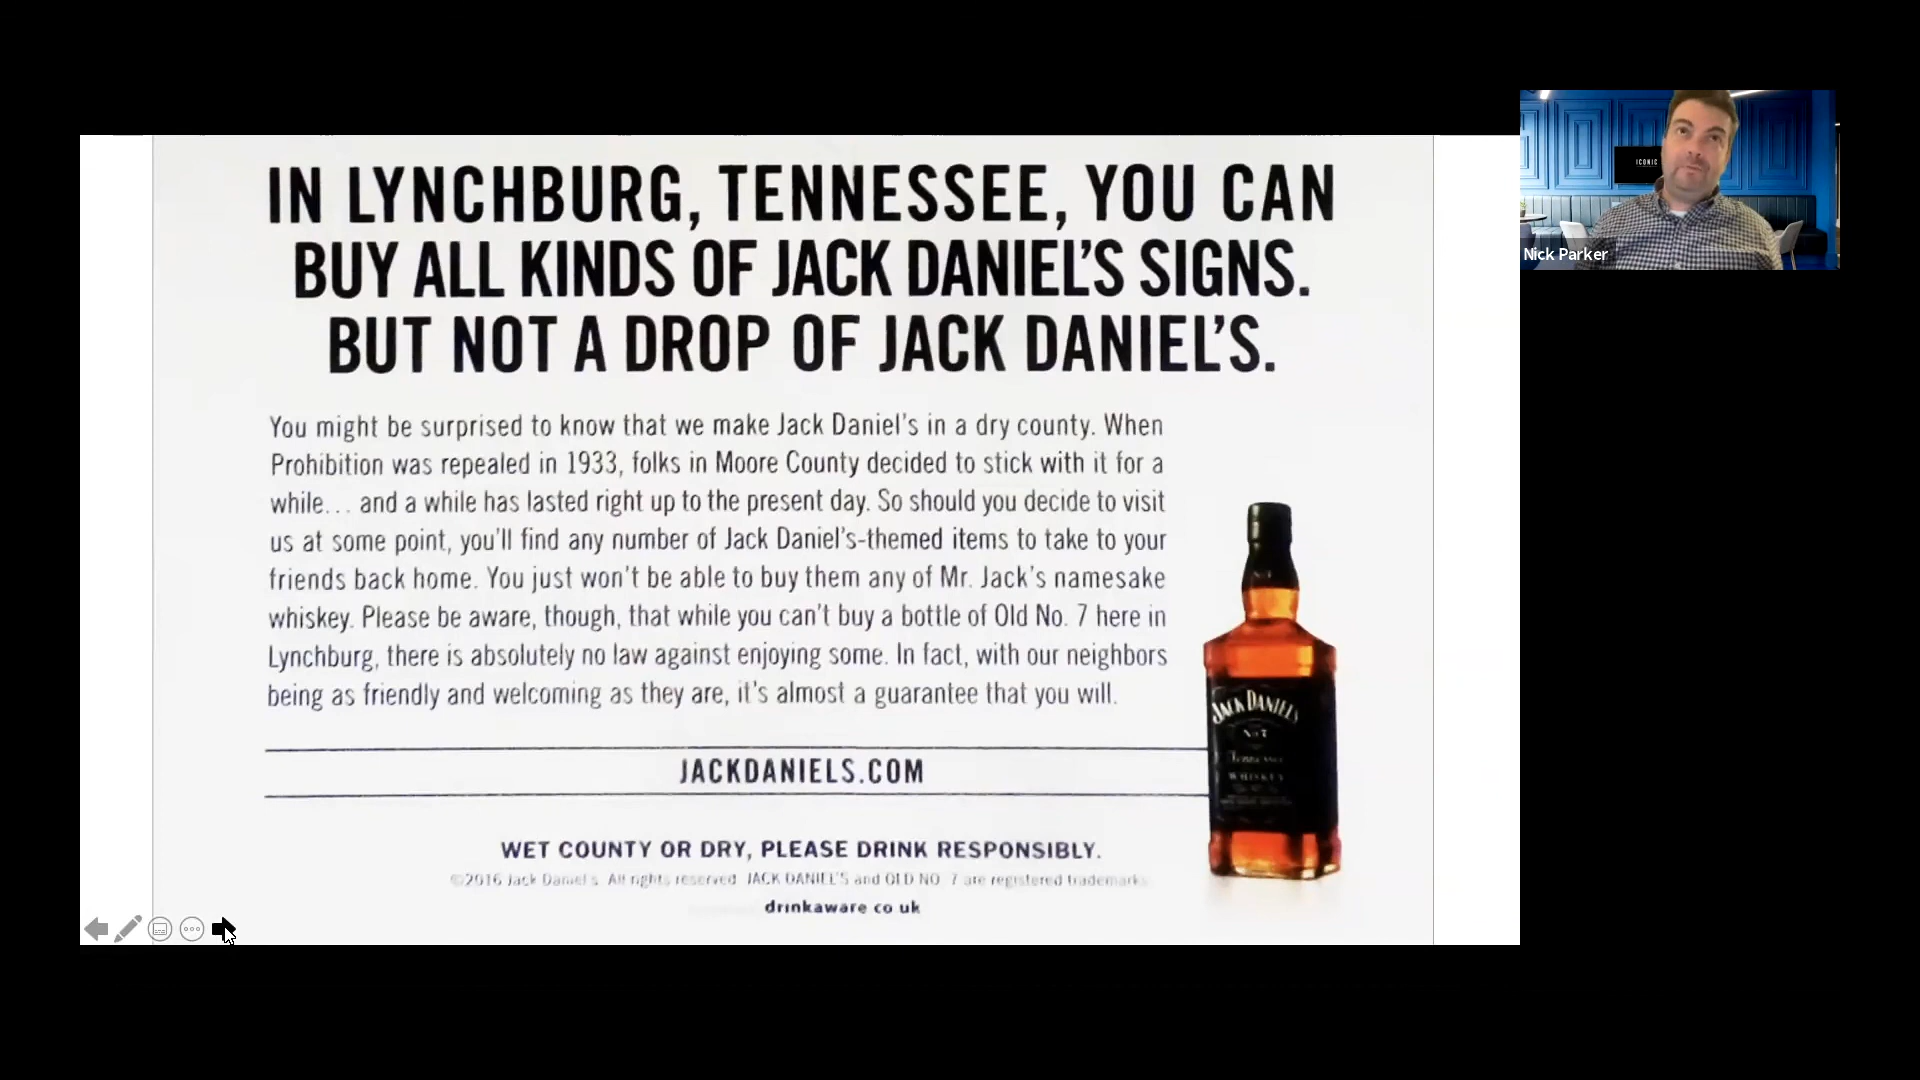 IN LYNCHBURG, TENNESSEE, YOU CAN
BUY ALL KINDS OF JACK DANIEL'S SIGNS.
BUT NOT A DROP OF JACK DANIEL'S.
You might be surprised to know that we make Jack Daniel's in a dry county. When
Prohibition was repealed in 1933, folks in Moore County decided to stick with it for a
while... and a while has lasted right up to the present day. So should you decide to visit
us at some point, you'll find any number of Jack Daniel's-themed items to take to your
friends back home. You just won't be able to buy them any of Mr. Jack's namesake
whiskey. Please be aware, though, that while you can't buy a bottle of Old No. 7 here in
Lynchburg, there is absolutely no law against enjoying some. In fact, with our neighbors
being as friendly and welcoming as they are, it's almost a guarantee that you will.
JACKDANIELS.COM
WET COUNTY OR DRY, PLEASE DRINK RESPONSIBLY.
©2016 Jack Daniel's. All rights reserved. JACK DANIEL'S and OLD NO. 7 are registered trademarks.
drinkaware.co.uk
JACK DANIEL'S
No 7
Tennessee
WHISKEY
ICONIC
Nick Parker